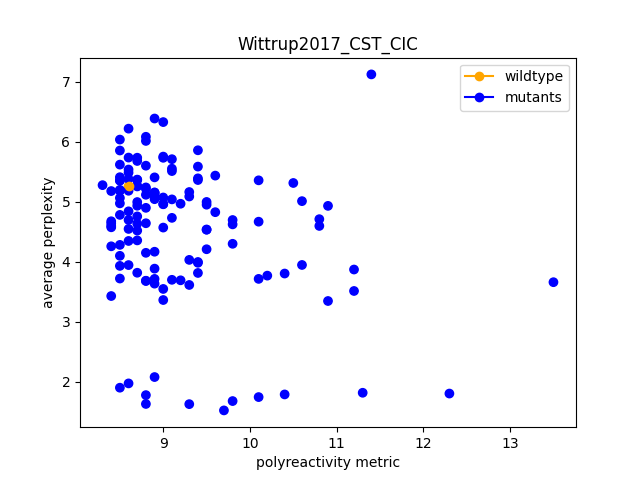 Wittrup2017_CST_CIC
wildtype
mutants
7
6
5
4
3
2
average perplexity
9
10
11
12
13
polyreactivity metric